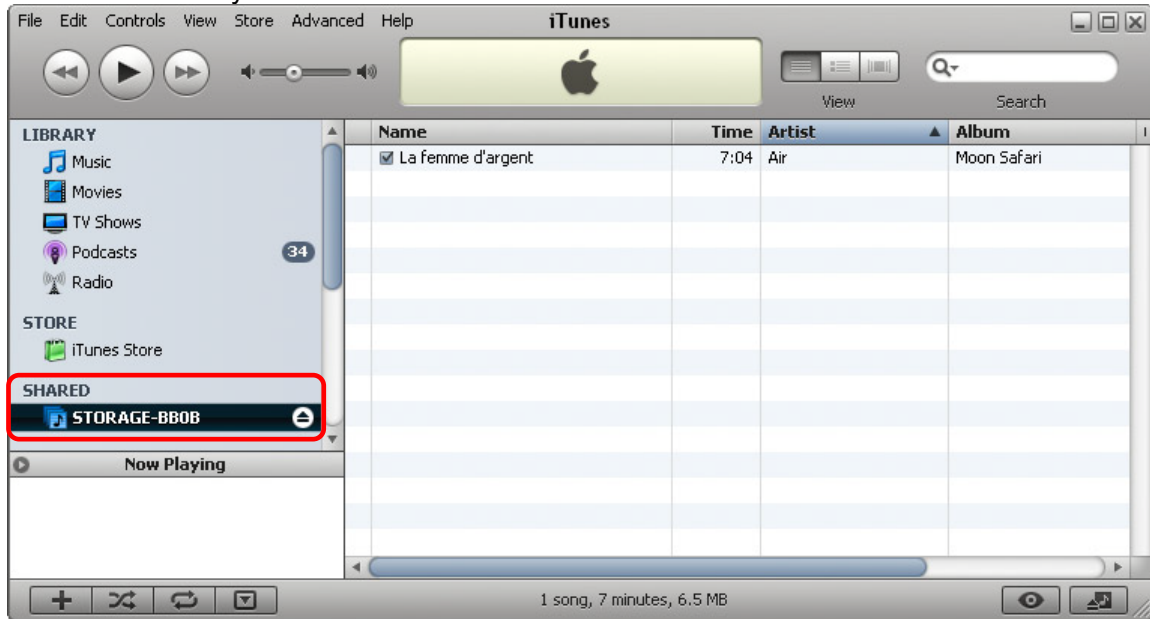 File Edit Controls View Store Advanced Help iTunes
View Search
LIBRARY
Music
Movies
TV Shows
Podcasts 34
Radio
STORE
iTunes Store
SHARED
STORAGE-BB0B
Now Playing
Name Time Artist Album
La femme d'argent 7:04 Air Moon Safari
1 song, 7 minutes, 6.5 MB